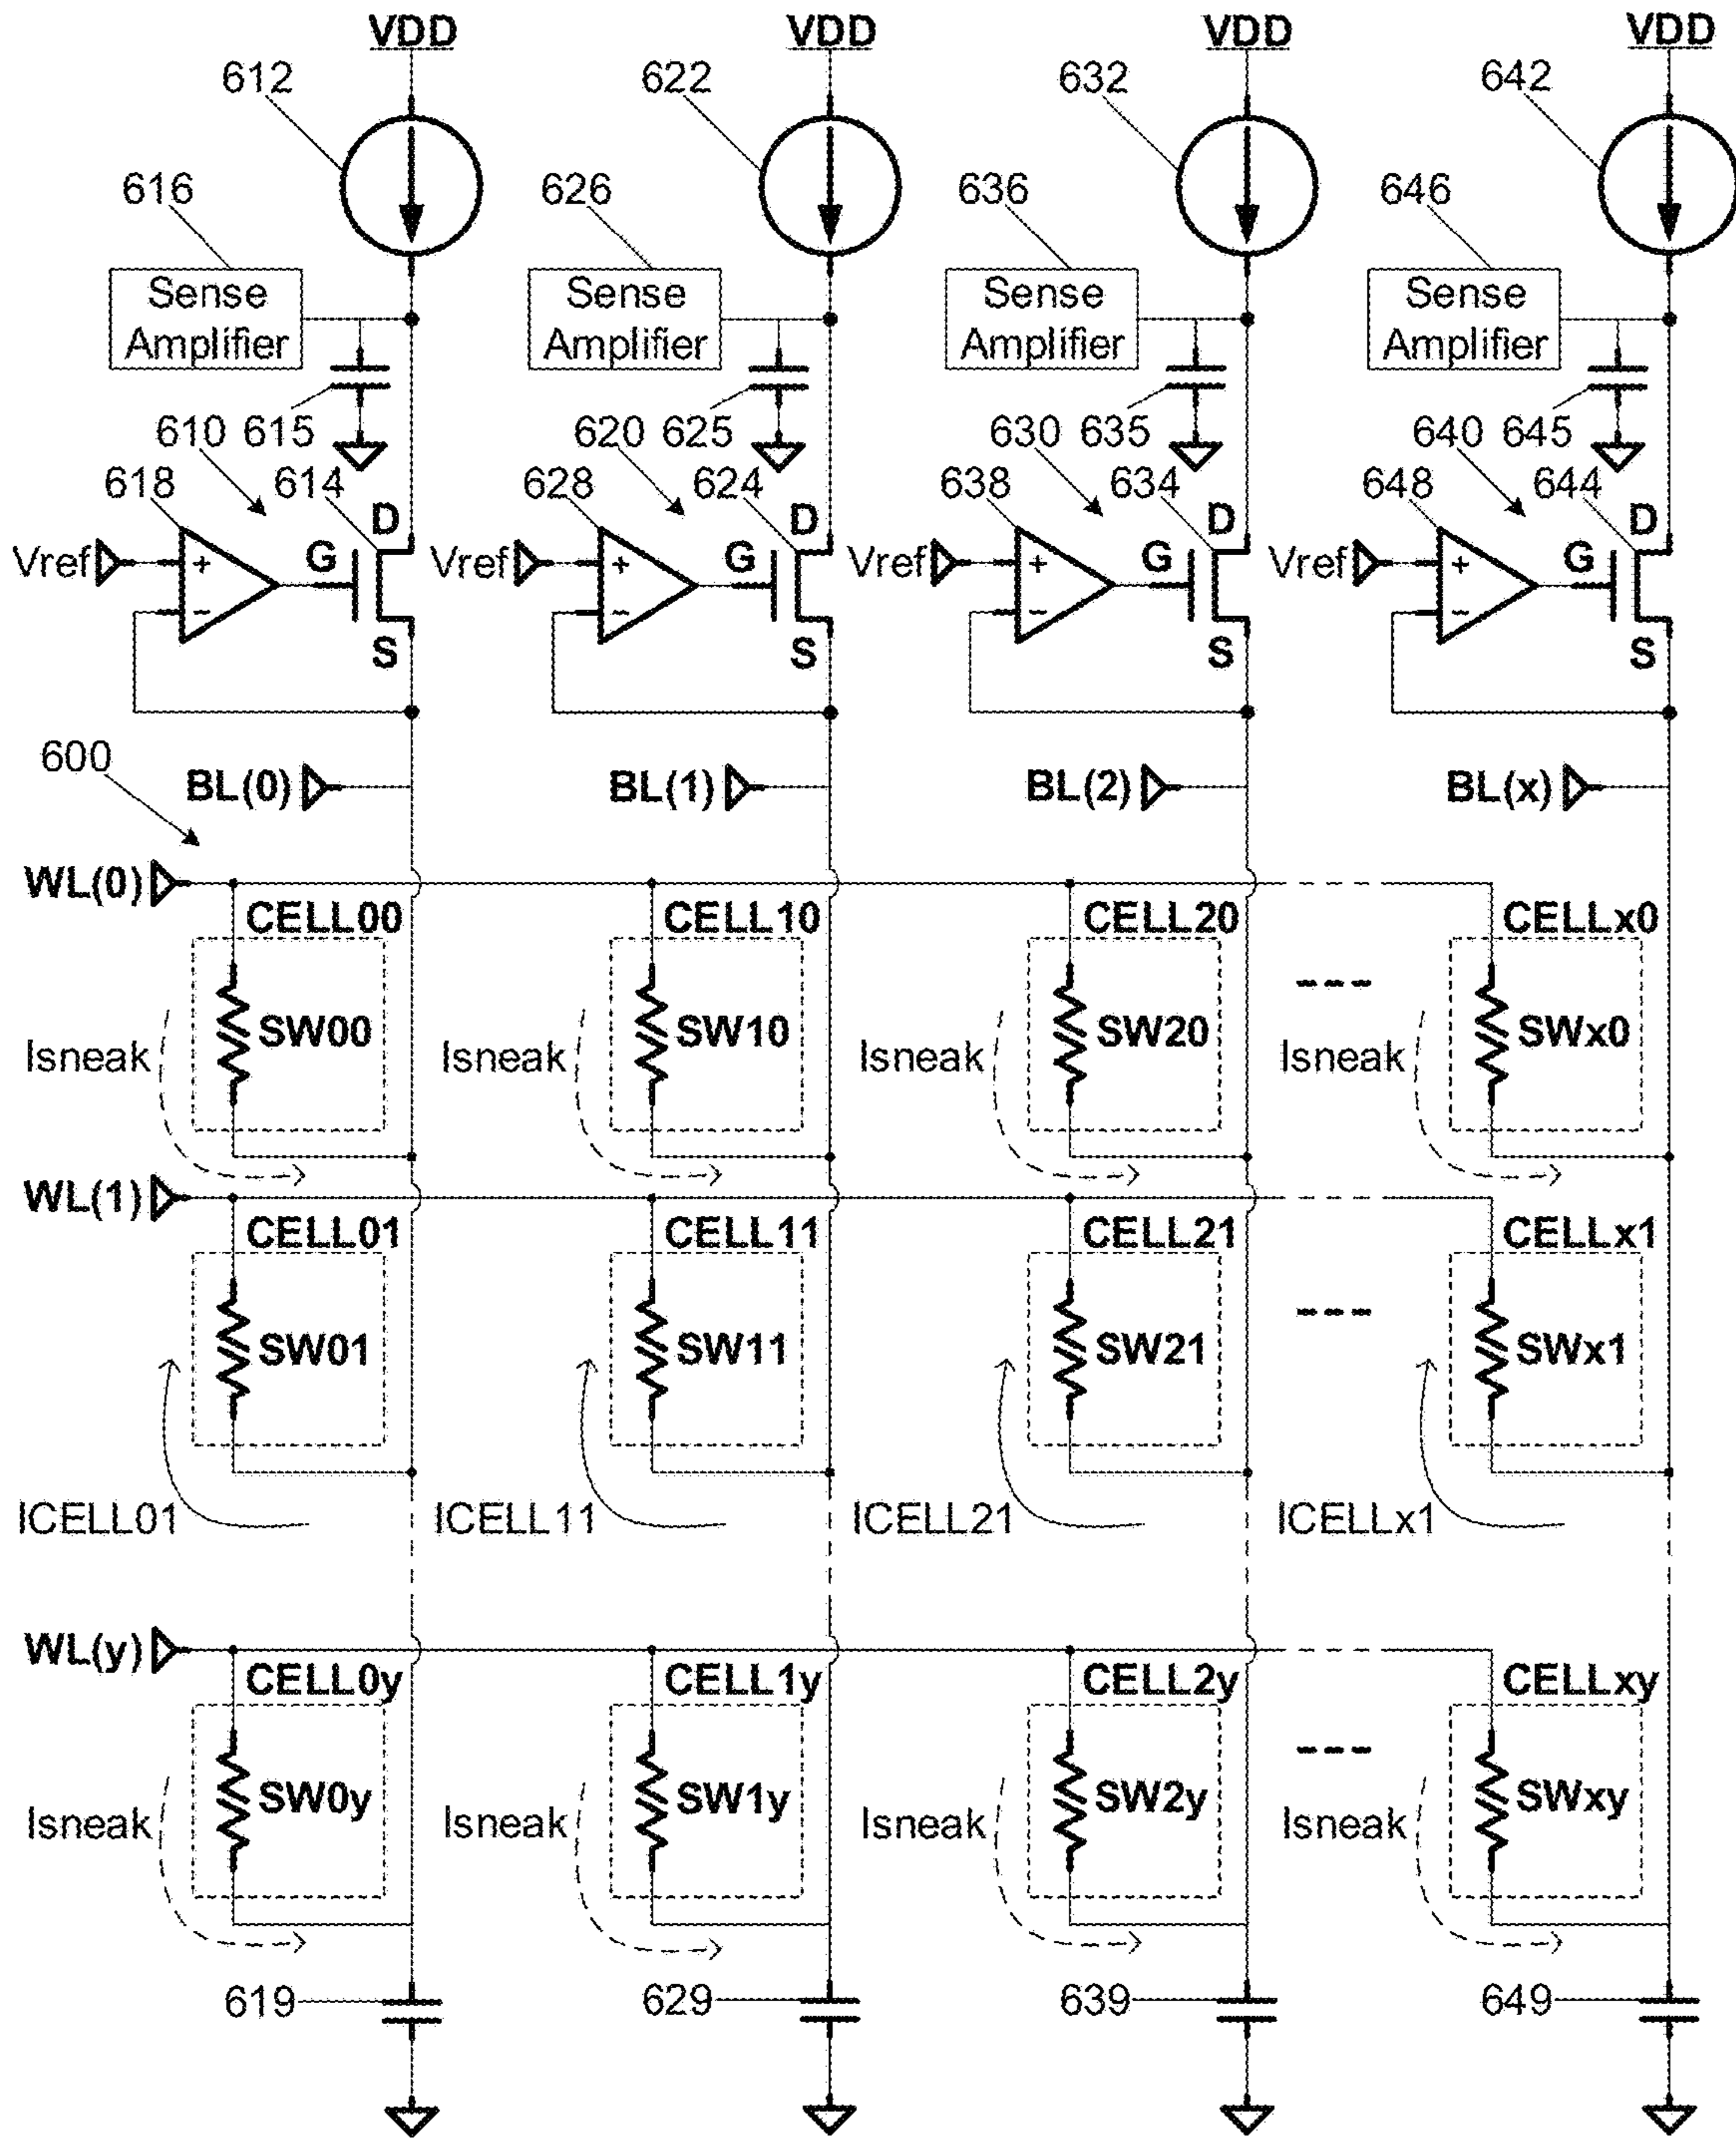 VDD VDD VDD VDD
612 622 632 642
616 626 636 646
Sense Amplifier Sense Amplifier Sense Amplifier Sense Amplifier
610 615 620 625 630 635 640 645
618 614 628 624 638 634 648 644
D D D D
Vref + G Vref + G Vref + G Vref + G
− − − −
S S S S
600
BL(0) BL(1) BL(2) BL(x)
WL(0)
CELL00 CELL10 CELL20 CELLx0
SW00 SW10 SW20 SWx0
Isneak Isneak Isneak Isneak
WL(1)
CELL01 CELL11 CELL21 CELLx1
SW01 SW11 SW21 SWx1
ICELL01 ICELL11 ICELL21 ICELLx1
WL(y)
CELL0y CELL1y CELL2y CELLxy
SW0y SW1y SW2y SWxy
Isneak Isneak Isneak Isneak
619 629 639 649